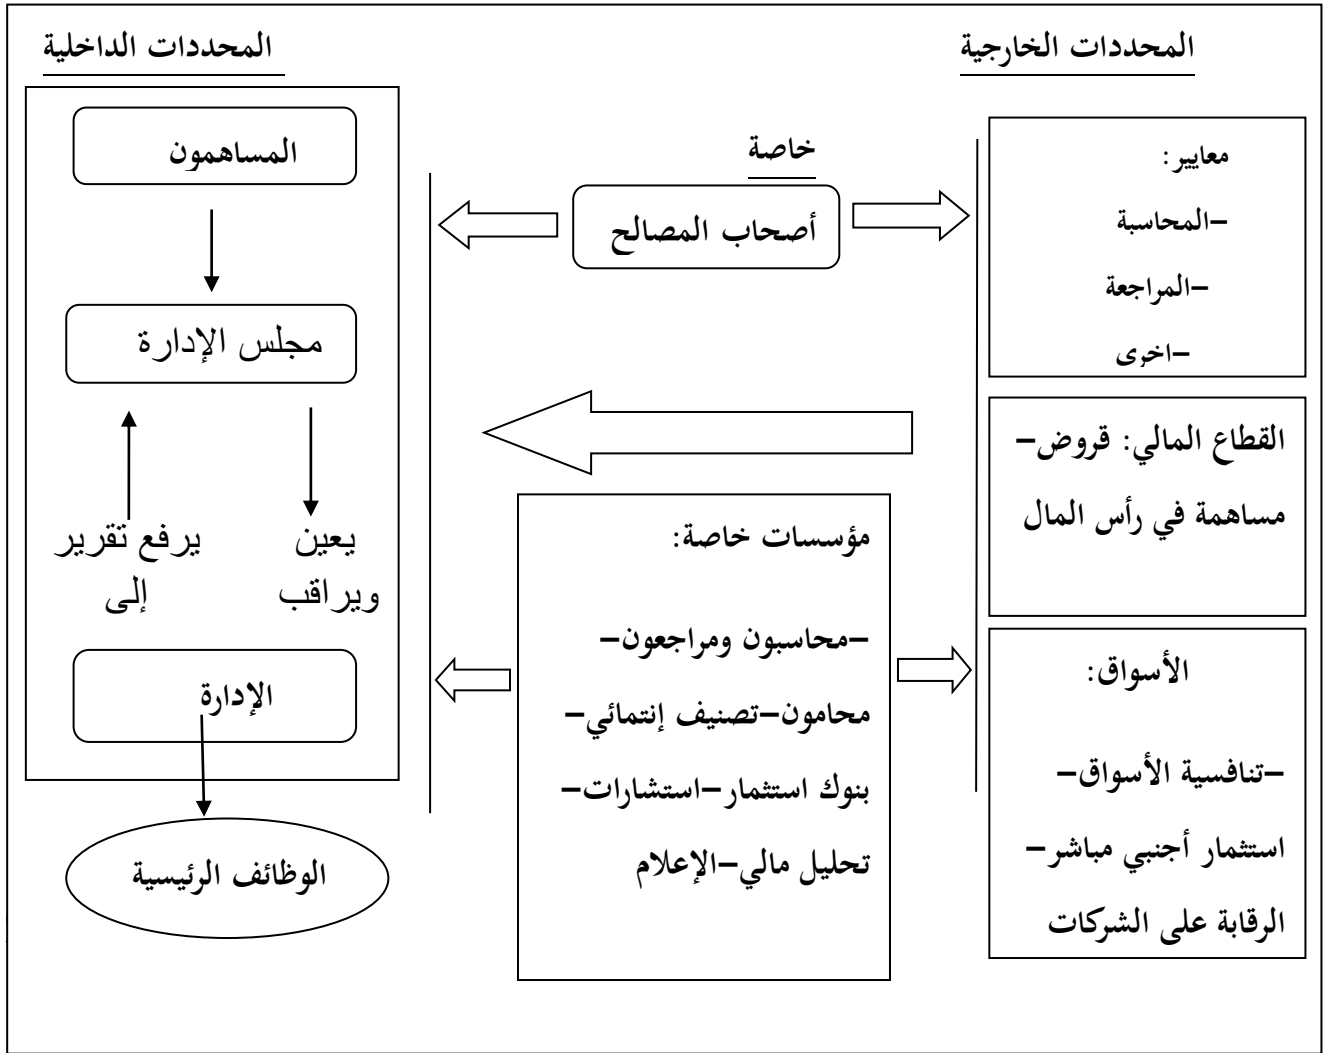 المحددات الخارجية
المحددات الداخلية
معايير:
–المحاسبة
–المراجعة
–اخرى
القطاع المالي: قروض–
مساهمة في رأس المال
الأسواق:
–تنافسية الأسواق–
استثمار أجنبي مباشر–
الرقابة على الشركات
خاصة
أصحاب المصالح
مؤسسات خاصة:
–محاسبون ومراجعون–
محامون–تصنيف إنتمائي–
بنوك استثمار–استشارات–
تحليل مالي–الإعلام
المساهمون
مجلس الإدارة
يعين
ويراقب
يرفع تقرير
إلى
الإدارة
الوظائف الرئيسية